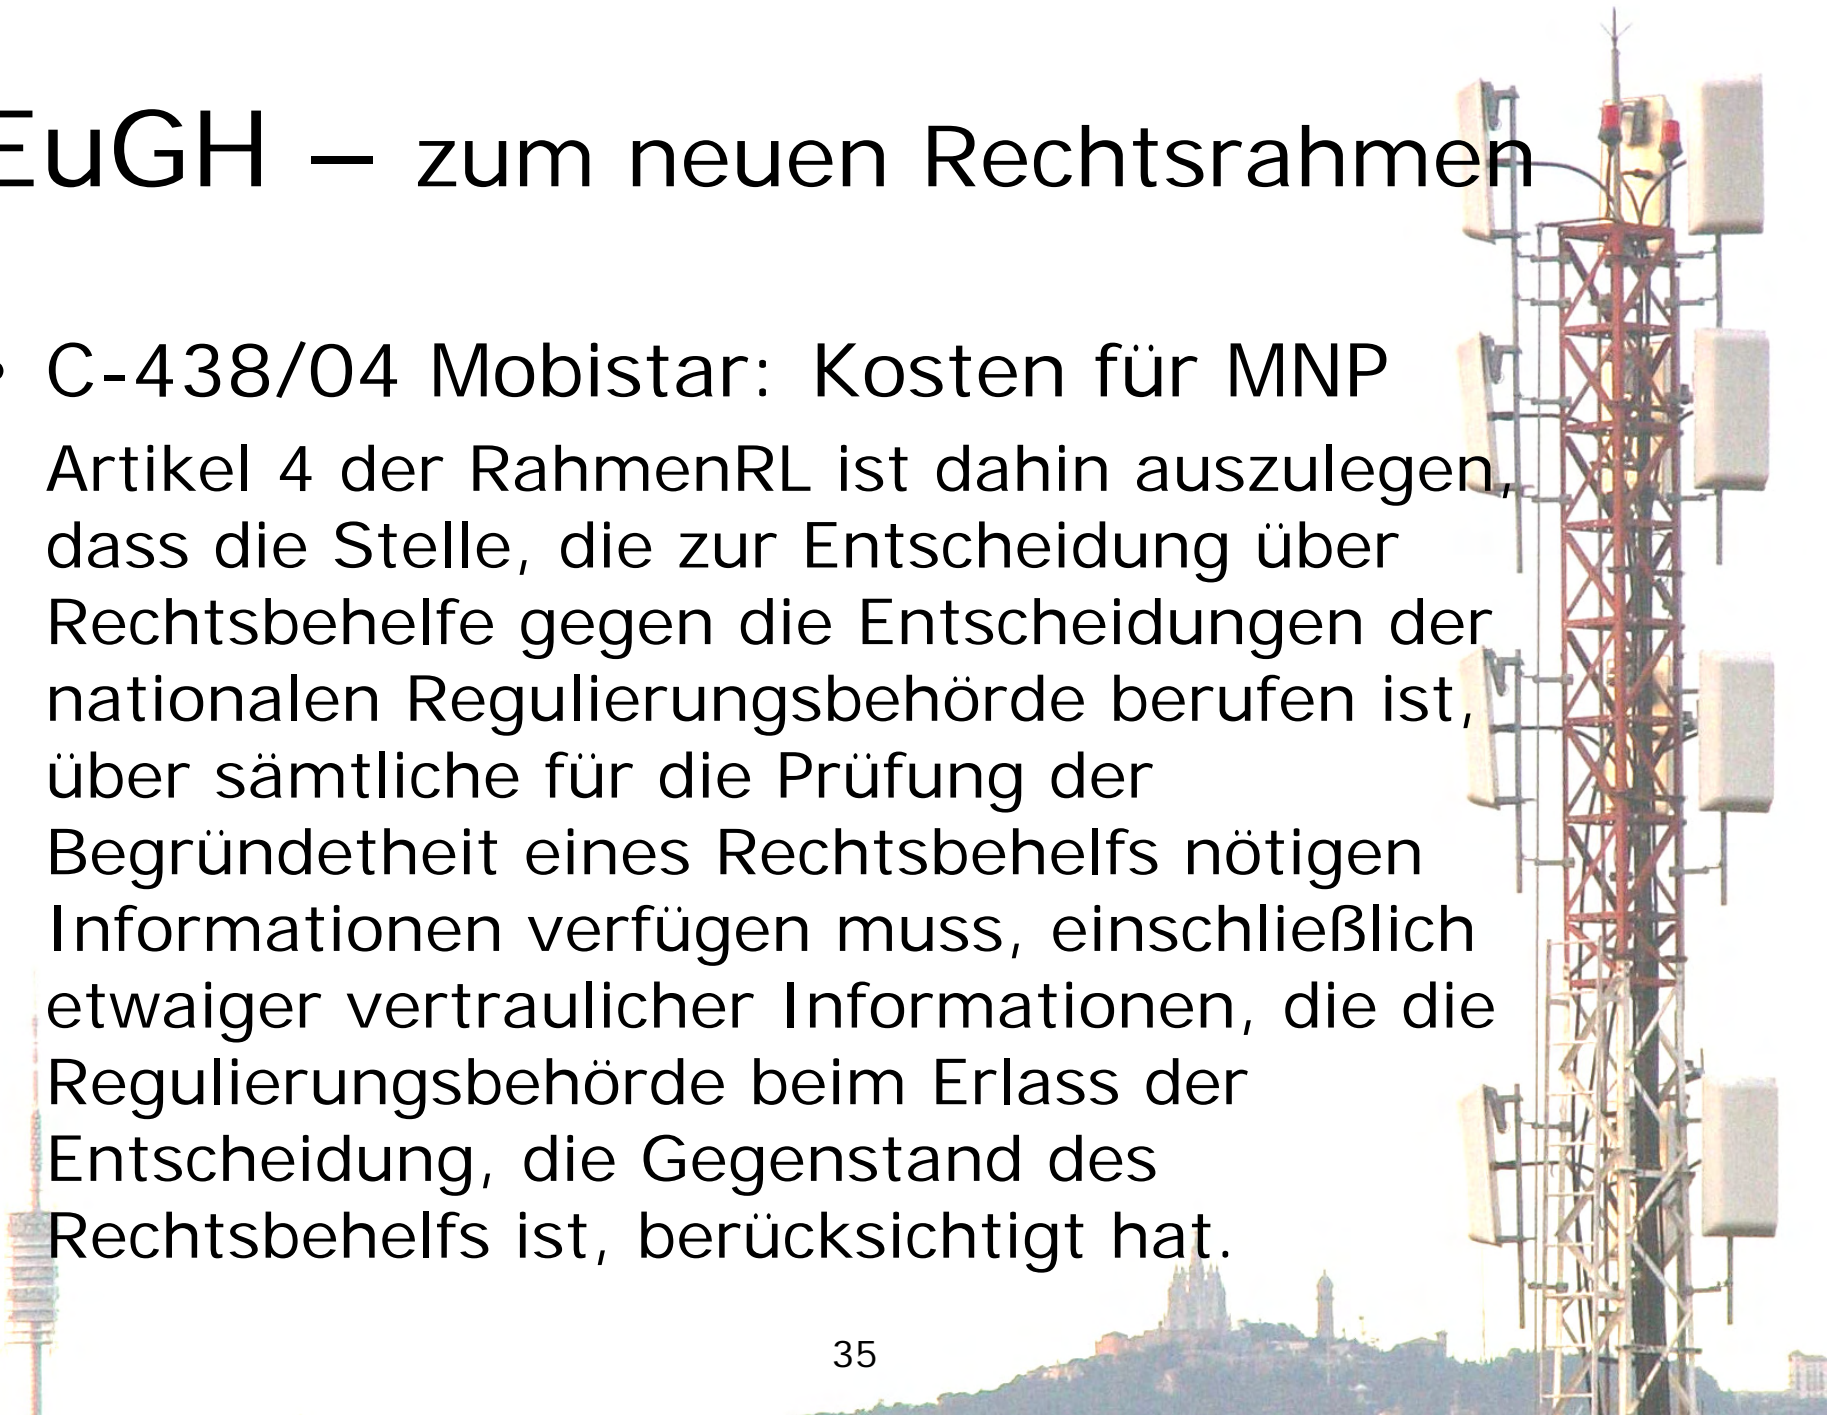 EuGH – zum neuen Rechtsrahmen
• C-438/04 Mobistar: Kosten für MNP
Artikel 4 der RahmenRL ist dahin auszulegen,
dass die Stelle, die zur Entscheidung über
Rechtsbehelfe gegen die Entscheidungen der
nationalen Regulierungsbehörde berufen ist,
über sämtliche für die Prüfung der
Begründetheit eines Rechtsbehelfs nötigen
Informationen verfügen muss, einschließlich
etwaiger vertraulicher Informationen, die die
Regulierungsbehörde beim Erlass der
Entscheidung, die Gegenstand des
Rechtsbehelfs ist, berücksichtigt hat.
35